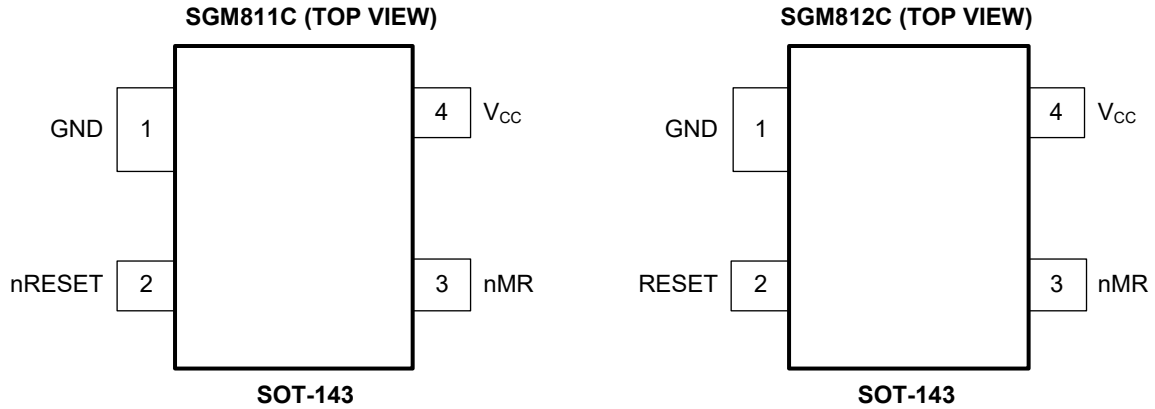 SGM811C (TOP VIEW)
GND 1 4 VCC
nRESET 2 3 nMR
SOT-143
SGM812C (TOP VIEW)
GND 1 4 VCC
RESET 2 3 nMR
SOT-143